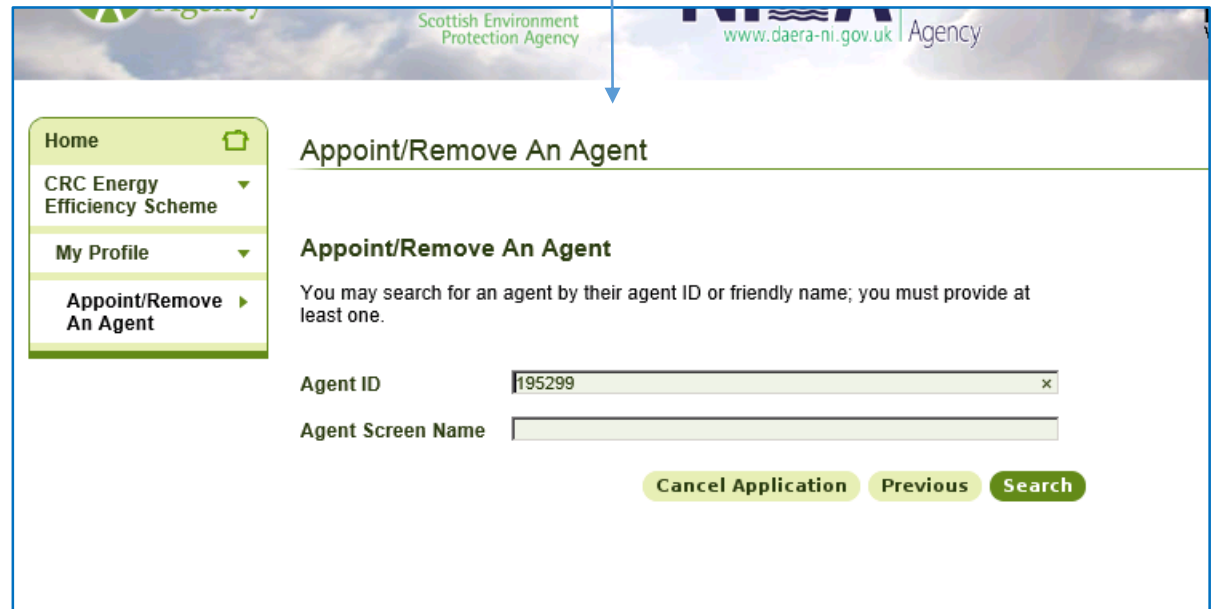 Agency
Scottish Environment
Protection Agency
www.daera-ni.gov.uk Agency
Home
CRC Energy
Efficiency Scheme
My Profile
Appoint/Remove
An Agent
Appoint/Remove An Agent
Appoint/Remove An Agent
You may search for an agent by their agent ID or friendly name; you must provide at
least one.
Agent ID 195299 ×
Agent Screen Name
Cancel Application Previous Search